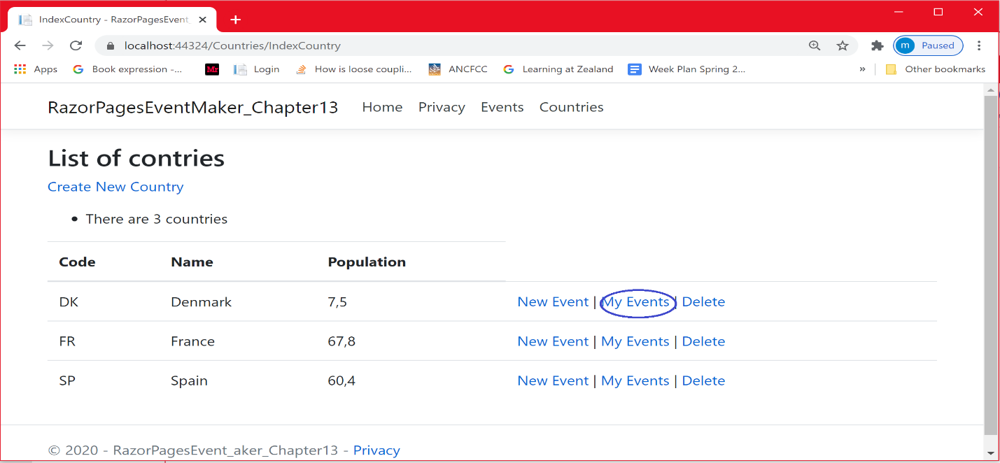 IndexCountry - RazorPagesEvent
localhost:44324/Countries/IndexCountry
m Paused
Apps Book expression -... Mr Login How is loose coupli... ANCFCC Learning at Zealand Week Plan Spring 2... » Other bookmarks
RazorPagesEventMaker_Chapter13 Home Privacy Events Countries
List of contries
Create New Country
• There are 3 countries
Code Name Population
DK Denmark 7,5 New Event | My Events | Delete
FR France 67,8 New Event | My Events | Delete
SP Spain 60,4 New Event | My Events | Delete
© 2020 - RazorPagesEvent_aker_Chapter13 - Privacy